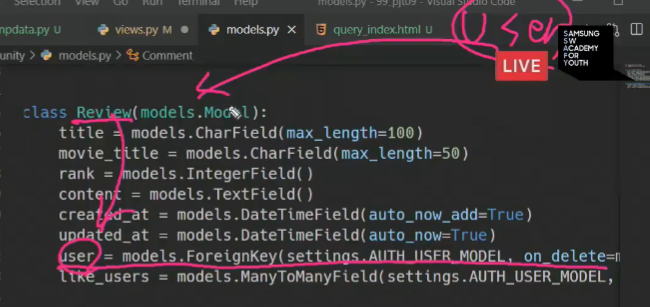 Selection View Go Run Terminal Help models.py - 99_pjt09 - Visual Studio Code
mpdata.py U views.py M models.py U query_index.html U
User
SAMSUNG
SW
ACADEMY
FOR
YOUTH
LIVE
unity > models.py > Comment
class Review(models.Model):
title = models.CharField(max_length=100)
movie_title = models.CharField(max_length=50)
rank = models.IntegerField()
content = models.TextField()
created_at = models.DateTimeField(auto_now_add=True)
updated_at = models.DateTimeField(auto_now=True)
user = models.ForeignKey(settings.AUTH_USER_MODEL, on_delete=m
like_users = models.ManyToManyField(settings.AUTH_USER_MODEL,